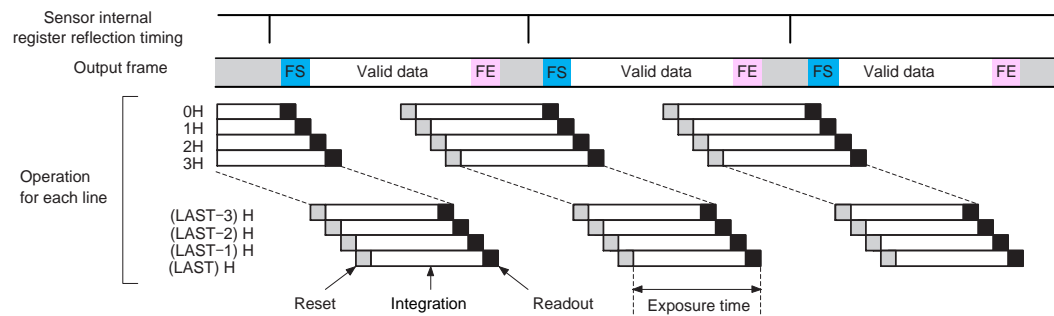 Sensor internal
register reflection timing
Output frame
FS Valid data FE FS Valid data FE FS Valid data FE
0H
1H
2H
3H
Operation
for each line
(LAST−3) H
(LAST−2) H
(LAST−1) H
(LAST) H
Reset Integration Readout Exposure time